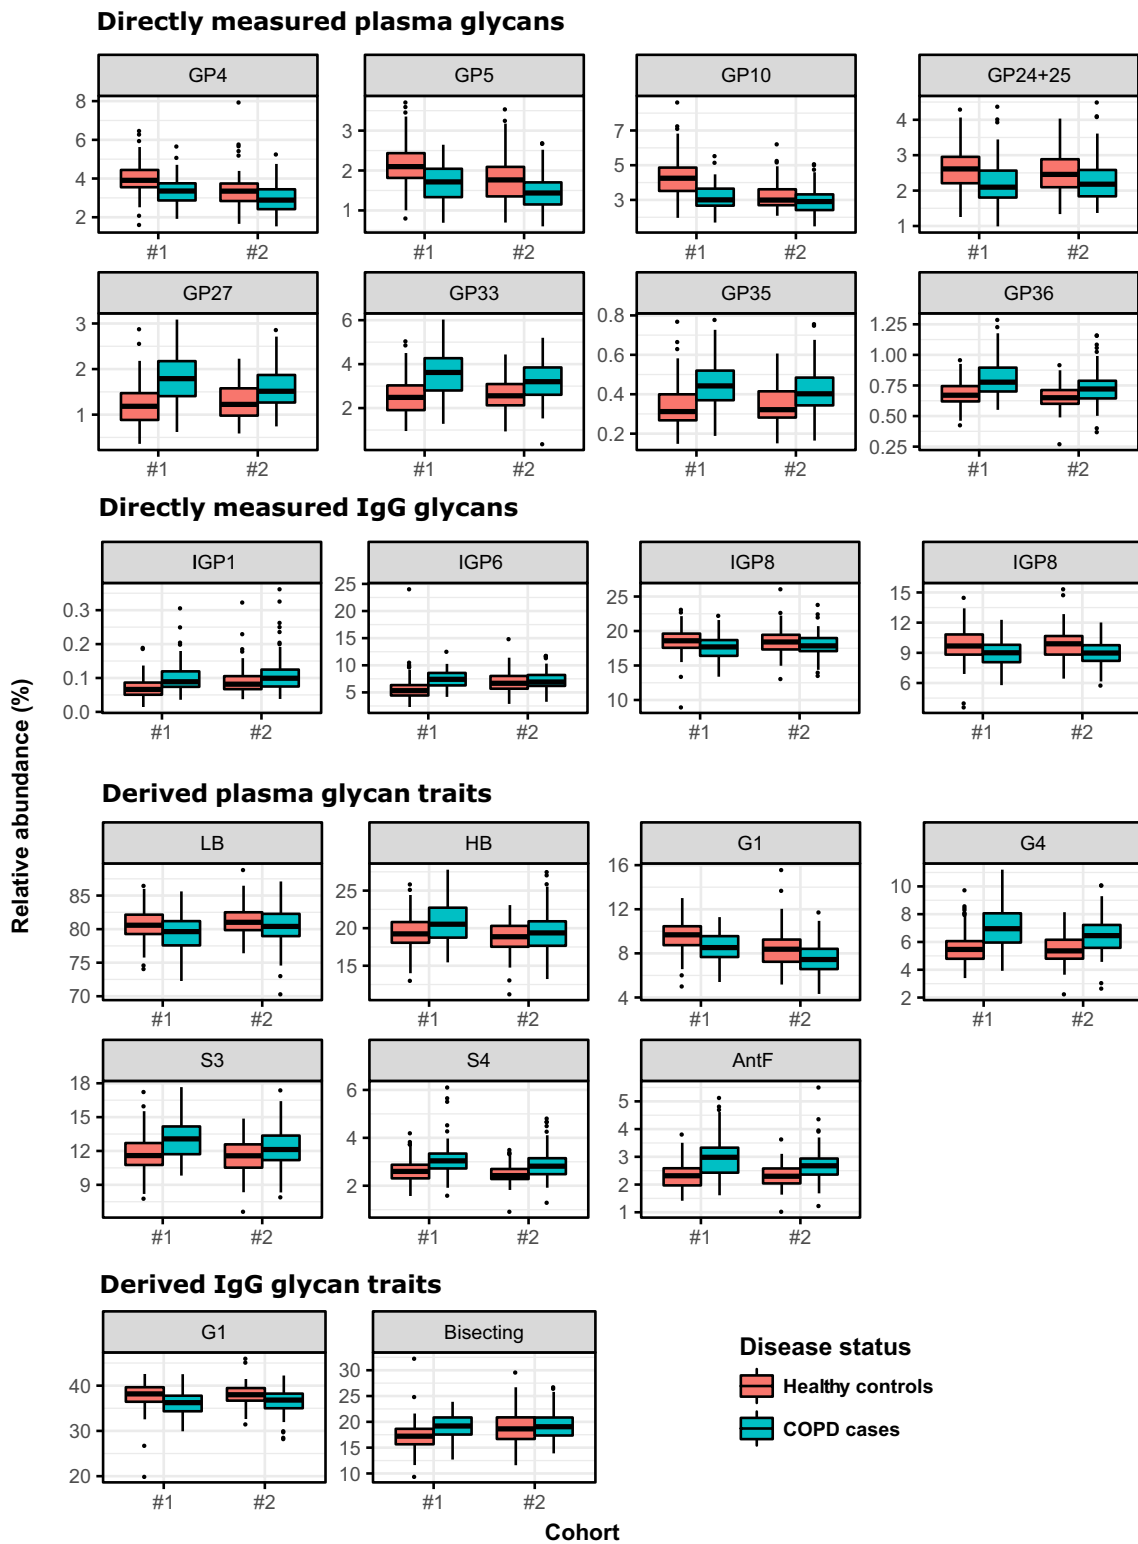 Directly measured plasma glycans
GP4 GP5 GP10 GP24+25
8 6 4 2
3 2 1
7 5 3
4 3 2 1
#1 #2 #1 #2 #1 #2 #1 #2
GP27 GP33 GP35 GP36
3 2 1
6 4 2
0.8 0.6 0.4 0.2
1.25 1.00 0.75 0.50 0.25
#1 #2 #1 #2 #1 #2 #1 #2
Directly measured IgG glycans
IGP1 IGP6 IGP8 IGP8
0.3 0.2 0.1 0.0
25 20 15 10 5
25 20 15 10
15 12 9 6
#1 #2 #1 #2 #1 #2 #1 #2
Relative abundance (%)
Derived plasma glycan traits
LB HB G1 G4
85 80 75 70
25 20 15
16 12 8 4
10 8 6 4 2
#1 #2 #1 #2 #1 #2 #1 #2
S3 S4 AntF
18 15 12 9
6 4 2
5 4 3 2 1
#1 #2 #1 #2 #1 #2
Derived IgG glycan traits
G1 Bisecting
40 30 20
30 25 20 15 10
#1 #2 #1 #2
Disease status
Healthy controls
COPD cases
Cohort